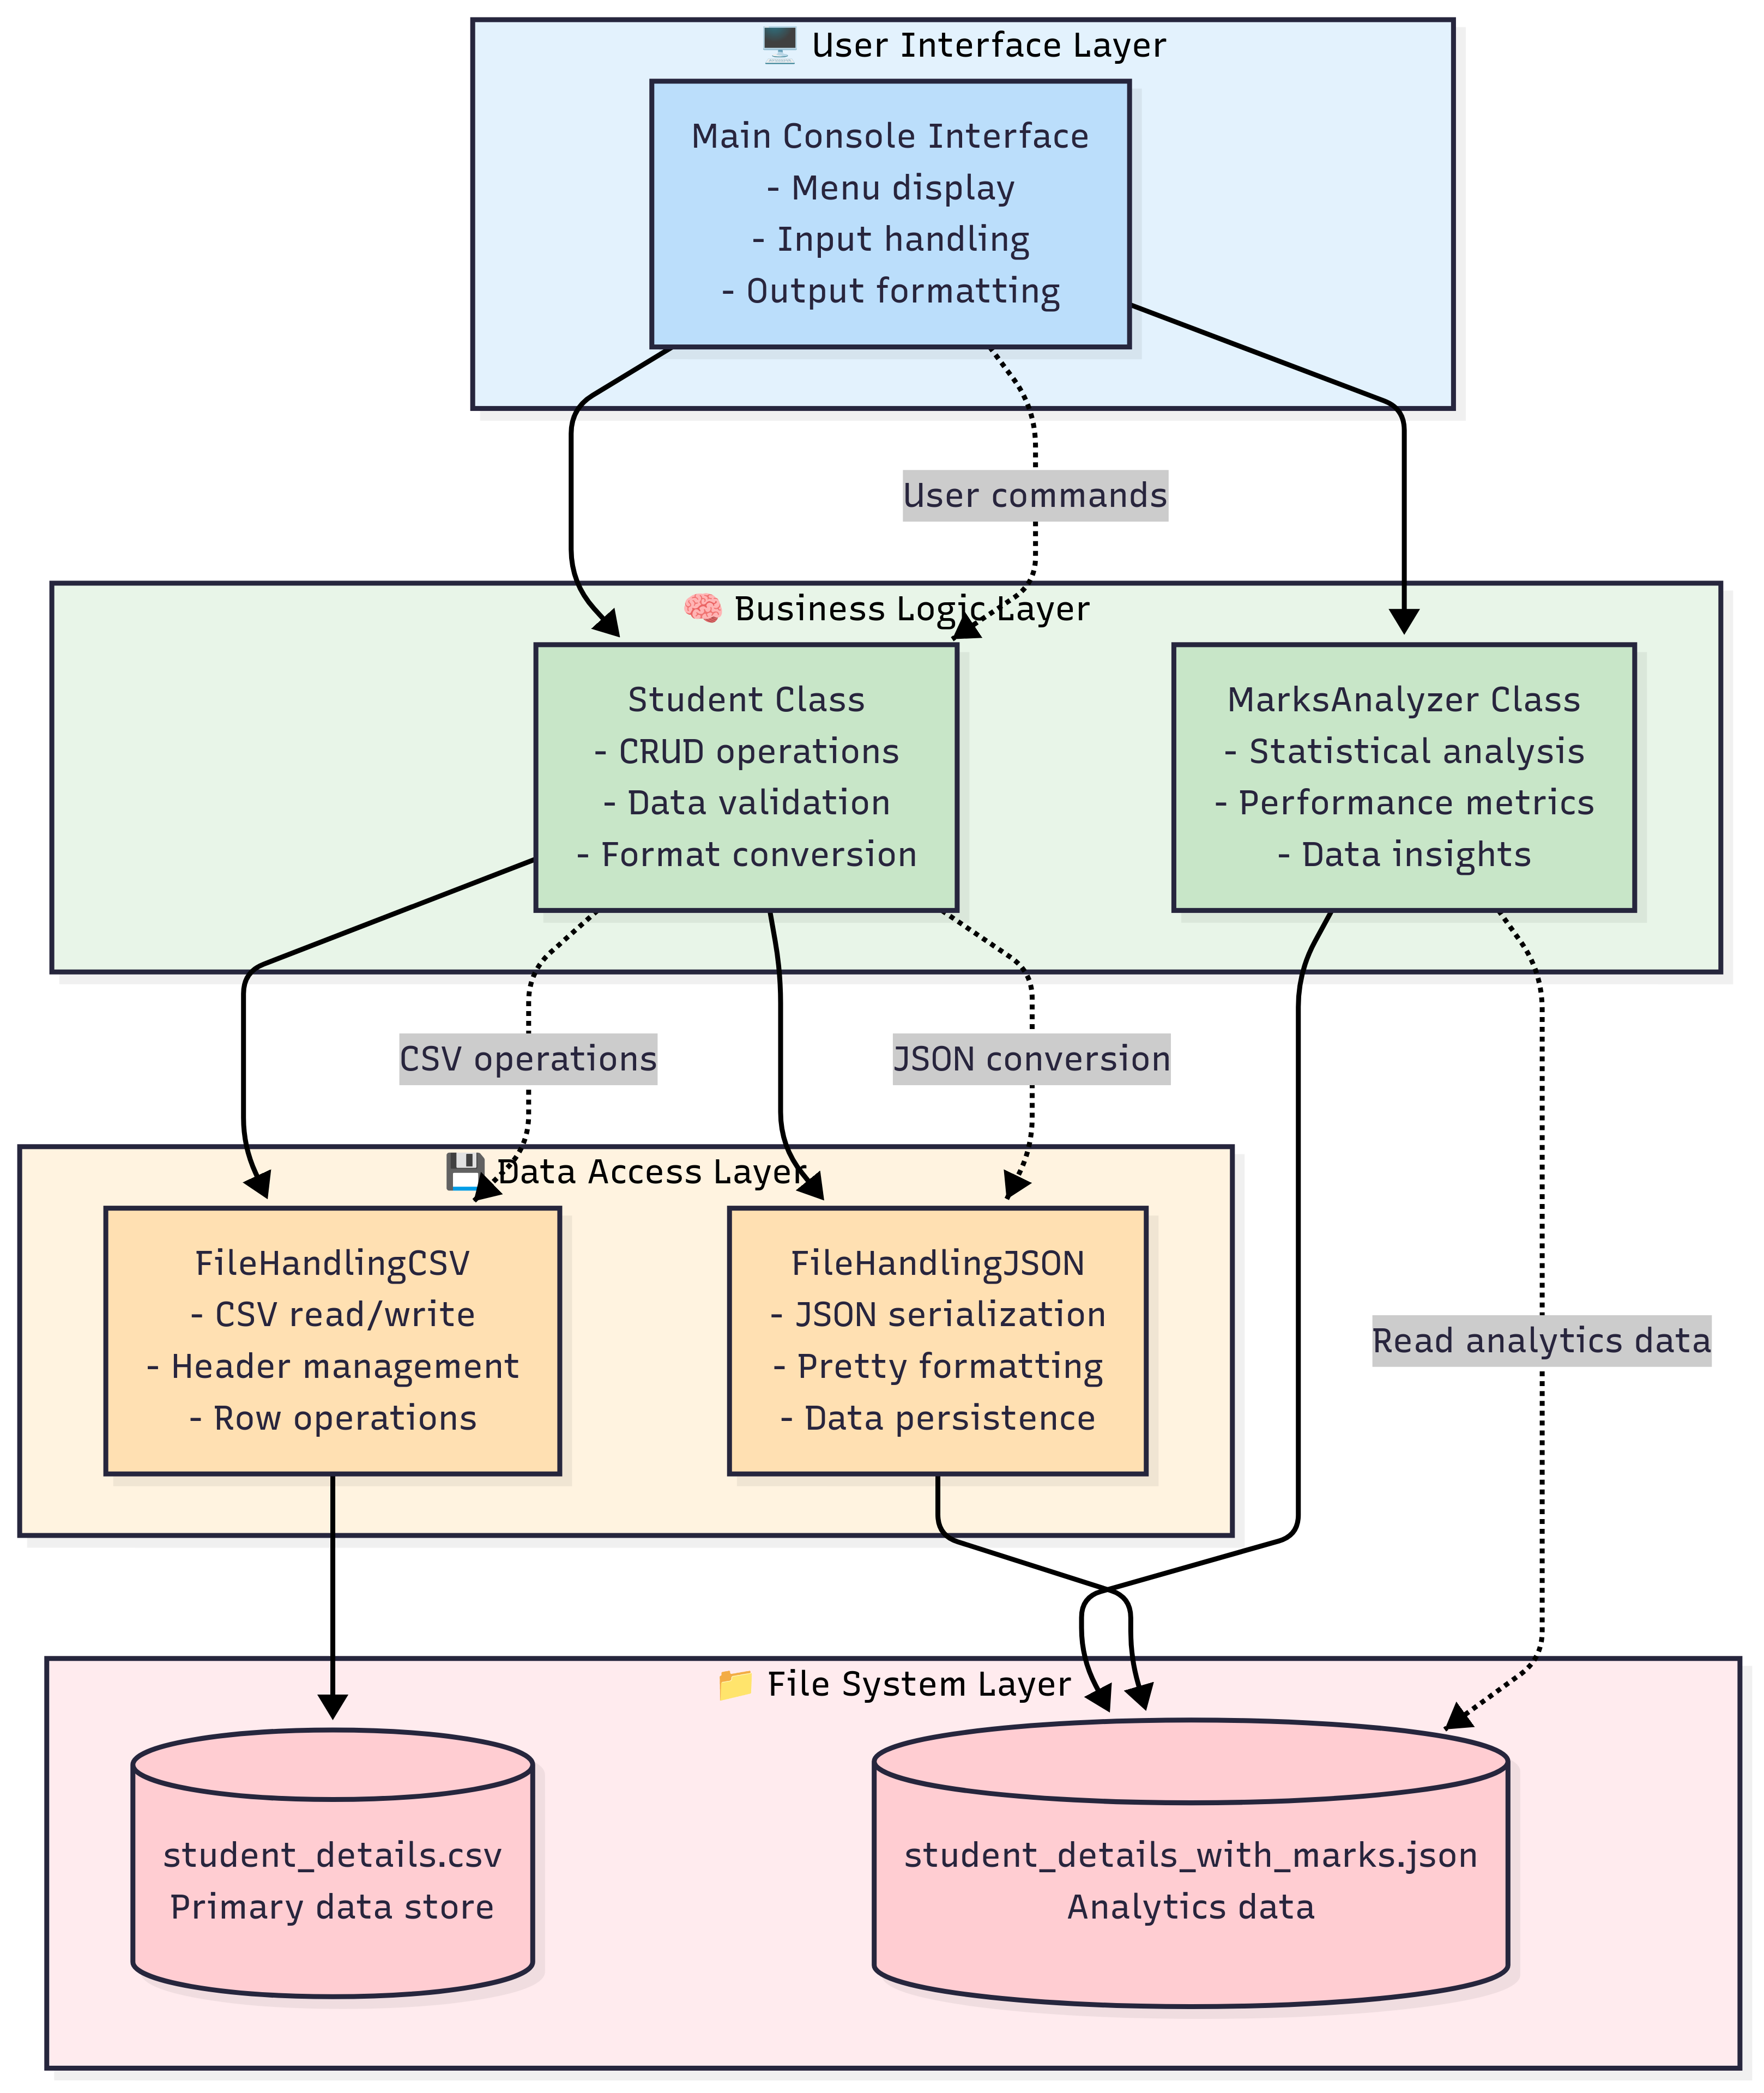 User Interface Layer
Main Console Interface
- Menu display
- Input handling
- Output formatting
User commands
Business Logic Layer
Student Class
- CRUD operations
- Data validation
- Format conversion
MarksAnalyzer Class
- Statistical analysis
- Performance metrics
- Data insights
CSV operations
JSON conversion
Data Access Layer
FileHandlingCSV
- CSV read/write
- Header management
- Row operations
FileHandlingJSON
- JSON serialization
- Pretty formatting
- Data persistence
Read analytics data
File System Layer
student_details.csv
Primary data store
student_details_with_marks.json
Analytics data